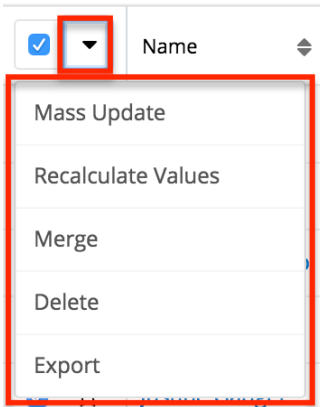 Name
Mass Update
Recalculate Values
Merge
Delete
Export